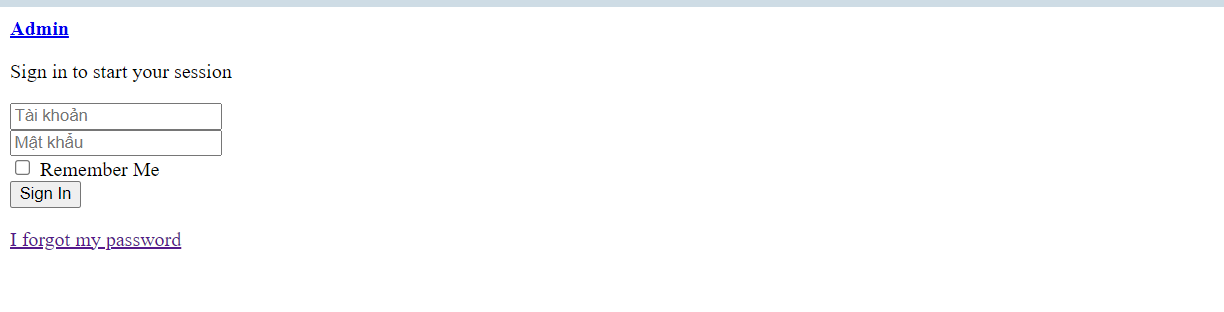 Admin
Sign in to start your session
Tài khoản
Mật khẩu
Remember Me
Sign In
I forgot my password